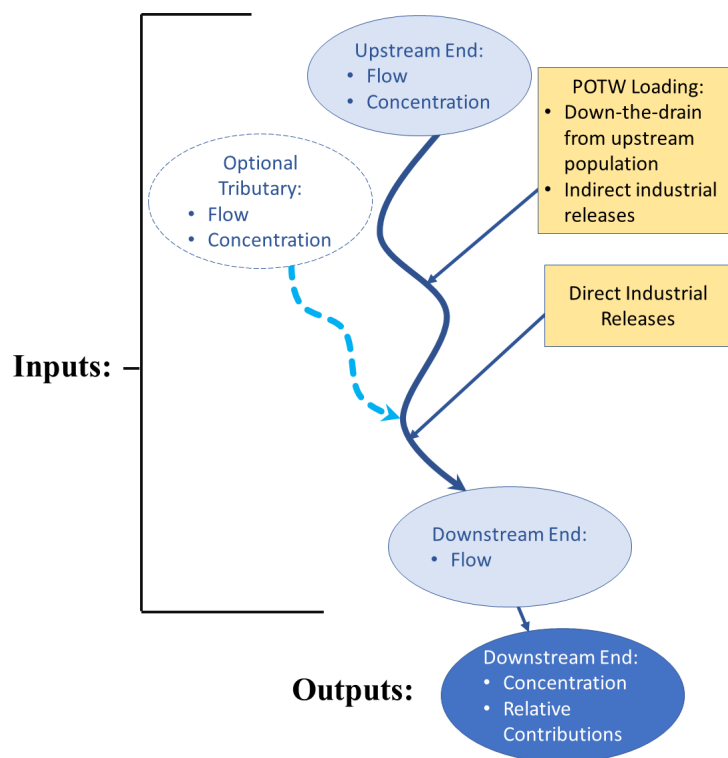 Upstream End:
• Flow
• Concentration
POTW Loading:
• Down-the-drain
from upstream
population
• Indirect industrial
releases
Optional
Tributary:
• Flow
• Concentration
Direct Industrial
Releases
Inputs:
Downstream End:
• Flow
Downstream End:
• Concentration
• Relative
Contributions
Outputs: